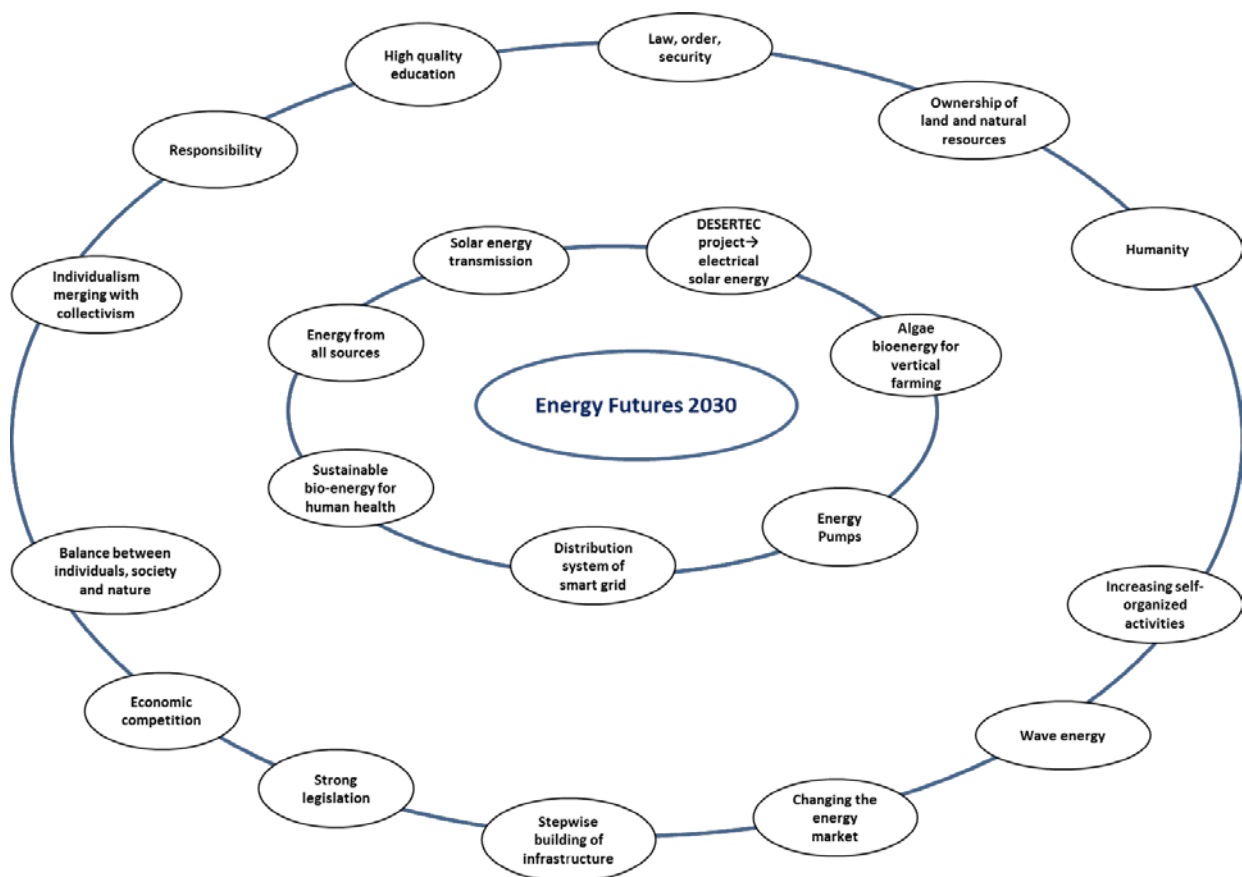 Law, order,
security
High quality
education
Ownership of
land and natural
resources
Responsibility
Humanity
Individualism
merging with
collectivism
Solar energy
transmission
DESERTEC
project→
electrical
solar energy
Energy from
all sources
Algae
bioenergy for
vertical
farming
Energy Futures 2030
Sustainable
bio-energy for
human health
Energy
Pumps
Distribution
system of
smart grid
Balance between
individuals, society
and nature
Increasing self-
organized
activities
Economic
competition
Wave energy
Strong
legislation
Changing the
energy
market
Stepwise
building of
infrastructure